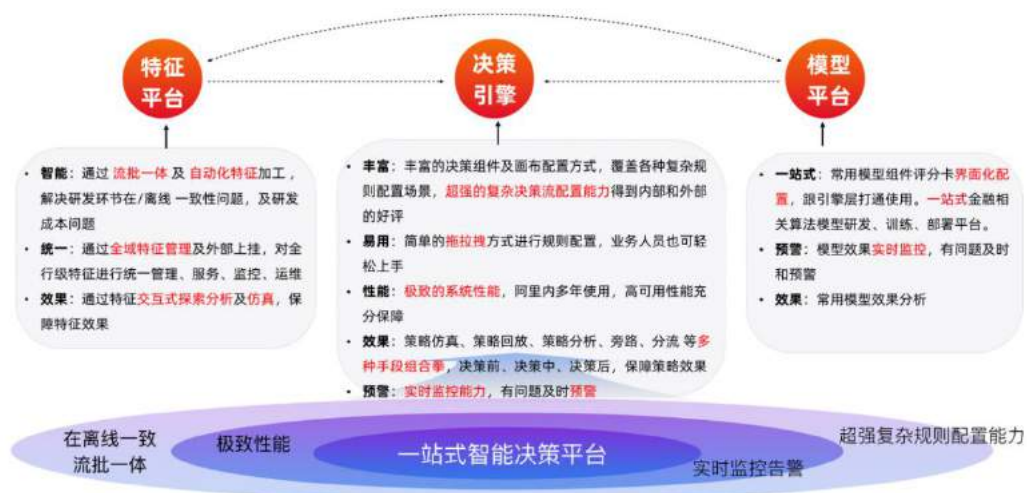 特征
平台
决策
引擎
模型
平台
• 智能：通过 流批一体 及 自动化特征加工，
解决研发环节在/离线 一致性问题，及研发
成本问题
• 统一：通过全域特征管理及外部上挂，对全
行级特征进行统一管理、服务、监控、运维
• 效果：通过特征交互式探索分析及仿真，保
障特征效果
• 丰富：丰富的决策组件及画布配置方式，覆盖各种复杂规
则配置场景，超强的复杂决策流配置能力得到内部和外部
的好评
• 易用：简单的拖拉拽方式进行规则配置，业务人员也可轻
松上手
• 性能：极致的系统性能，阿里内多年使用，高可用性能充
分保障
• 效果：策略仿真、策略回放、策略分析、旁路、分流 等多
种手段组合拳，决策前、决策中、决策后，保障策略效果
• 预警：实时监控能力，有问题及时预警
• 一站式：常用模型组件评分卡界面化配
置，跟引擎层打通使用。一站式金融相
关算法模型研发、训练、部署平台。
• 预警：模型效果实时监控，有问题及时
和预警
• 效果：常用模型效果分析
在离线一致
流批一体
极致性能
一站式智能决策平台
实时监控告警
超强复杂规则配置能力